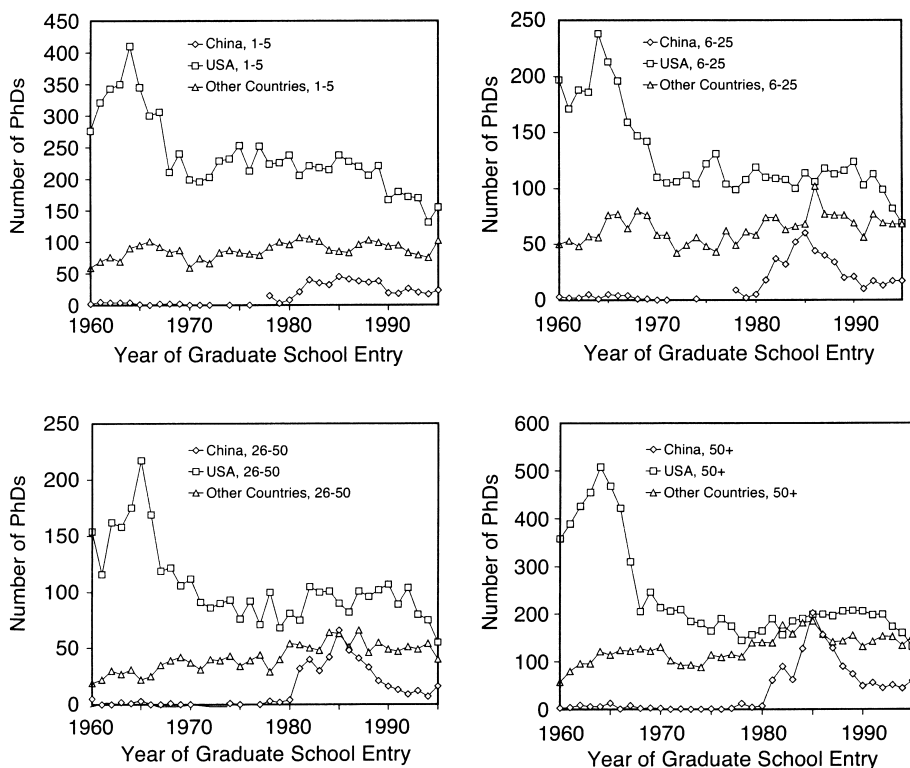 450
400
350
300
250
200
150
100
50
0
Number of PhDs
China, 1-5
USA, 1-5
Other Countries, 1-5
1960 1970 1980 1990
Year of Graduate School Entry
250
200
150
100
50
0
Number of PhDs
China, 6-25
USA, 6-25
Other Countries, 6-25
1960 1970 1980 1990
Year of Graduate School Entry
250
200
150
100
50
0
Number of PhDs
China, 26-50
USA, 26-50
Other Countries, 26-50
1960 1970 1980 1990
Year of Graduate School Entry
600
500
400
300
200
100
0
Number of PhDs
China, 50+
USA, 50+
Other Countries, 50+
1960 1970 1980 1990
Year of Graduate School Entry